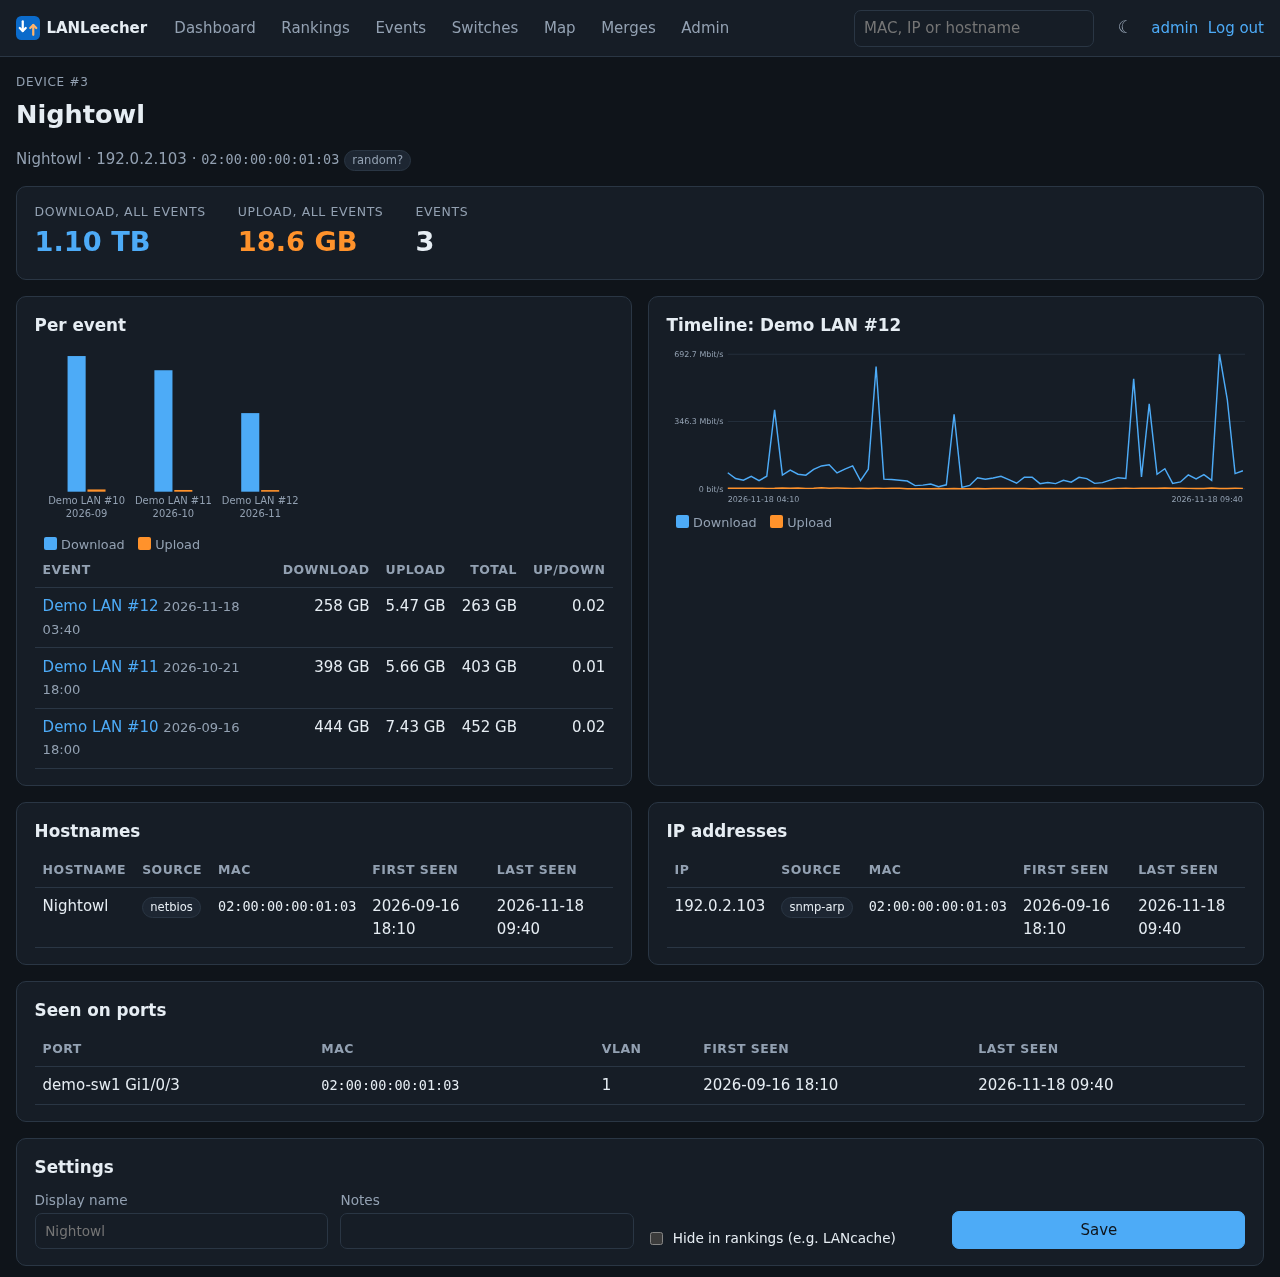 LANLeecher Dashboard Rankings Events Switches Map Merges Admin MAC, IP or hostname admin Log out
DEVICE #3
Nightowl
Nightowl · 192.0.2.103 · 02:00:00:00:01:03 random?
DOWNLOAD, ALL EVENTS UPLOAD, ALL EVENTS EVENTS
1.10 TB 18.6 GB 3
Per event
Demo LAN #10 Demo LAN #11 Demo LAN #12
2026-09 2026-10 2026-11
Download Upload
EVENT DOWNLOAD UPLOAD TOTAL UP/DOWN
Demo LAN #12 2026-11-18 258 GB 5.47 GB 263 GB 0.02
03:40
Demo LAN #11 2026-10-21 398 GB 5.66 GB 403 GB 0.01
18:00
Demo LAN #10 2026-09-16 444 GB 7.43 GB 452 GB 0.02
18:00
Timeline: Demo LAN #12
692.7 Mbit/s
346.3 Mbit/s
0 bit/s
2026-11-18 04:10 2026-11-18 09:40
Download Upload
Hostnames
HOSTNAME SOURCE MAC FIRST SEEN LAST SEEN
Nightowl netbios 02:00:00:00:01:03 2026-09-16 2026-11-18
18:10 09:40
IP addresses
IP SOURCE MAC FIRST SEEN LAST SEEN
192.0.2.103 snmp-arp 02:00:00:00:01:03 2026-09-16 2026-11-18
18:10 09:40
Seen on ports
PORT MAC VLAN FIRST SEEN LAST SEEN
demo-sw1 Gi1/0/3 02:00:00:00:01:03 1 2026-09-16 18:10 2026-11-18 09:40
Settings
Display name Notes
Nightowl Hide in rankings (e.g. LANcache) Save